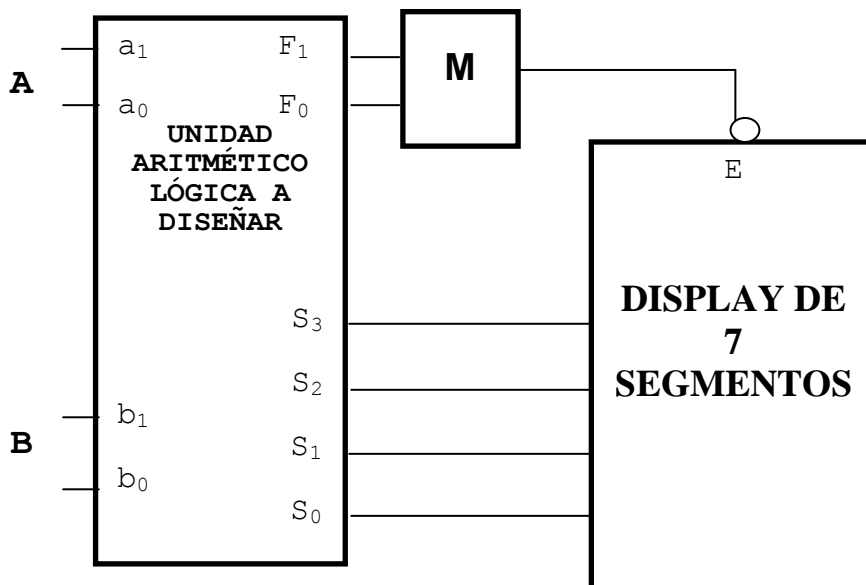 A
a₁
a₀
F₁
F₀
UNIDAD
ARITMÉTICO
LÓGICA A
DISEÑAR
M
E
DISPLAY DE
7
SEGMENTOS
S₃
S₂
S₁
S₀
B
b₁
b₀